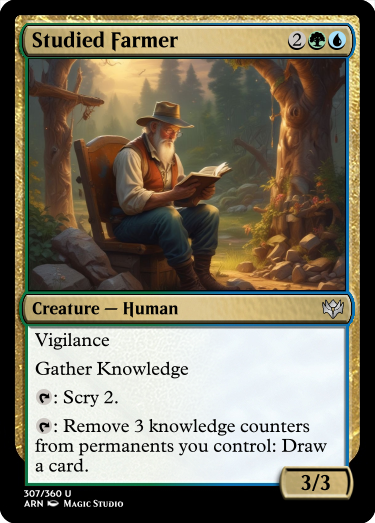 Studied Farmer 2
Creature — Human
Vigilance
Gather Knowledge
: Scry 2.
: Remove 3 knowledge counters
from permanents you control: Draw
a card.
3/3
307/360 U
ARN Magic Studio